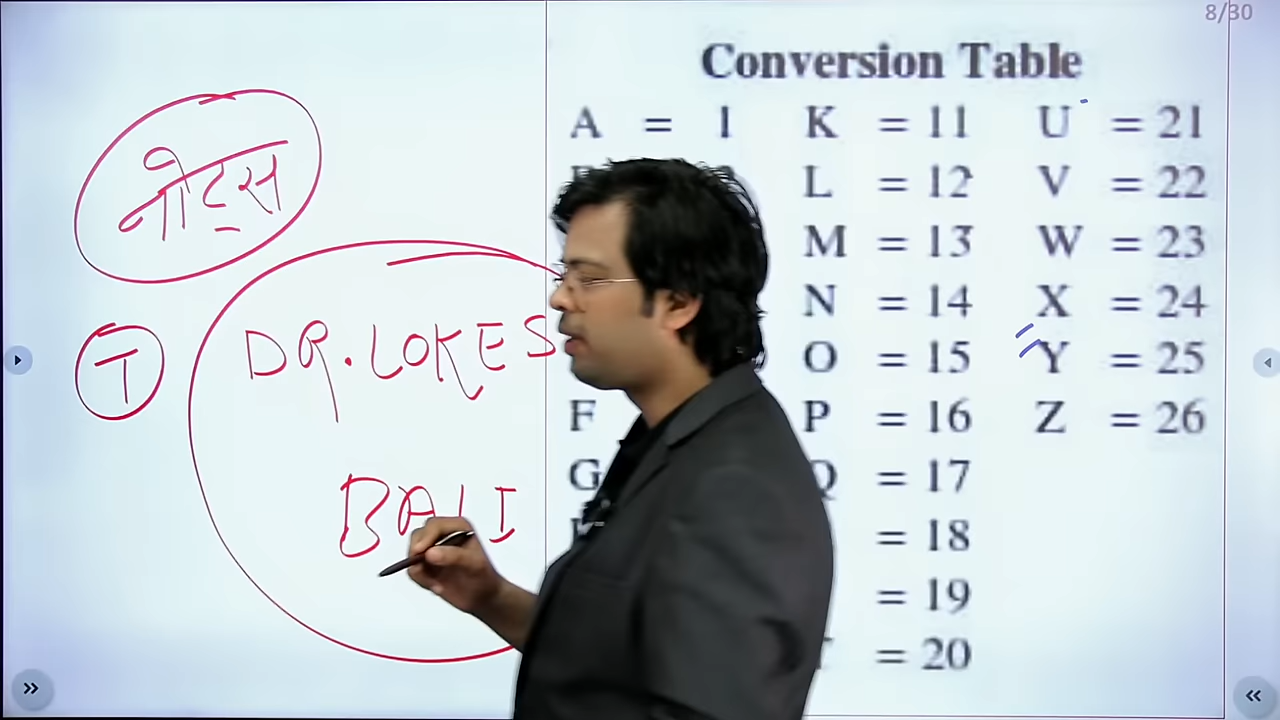 8/30
Conversion Table
A = 1 K = 11 U = 21
L = 12 V = 22
M = 13 W = 23
N = 14 X = 24
O = 15 Y = 25
F P = 16 Z = 26
G Q = 17
= 18
= 19
= 20
नोट्स
T
DR. LOKES
BALI